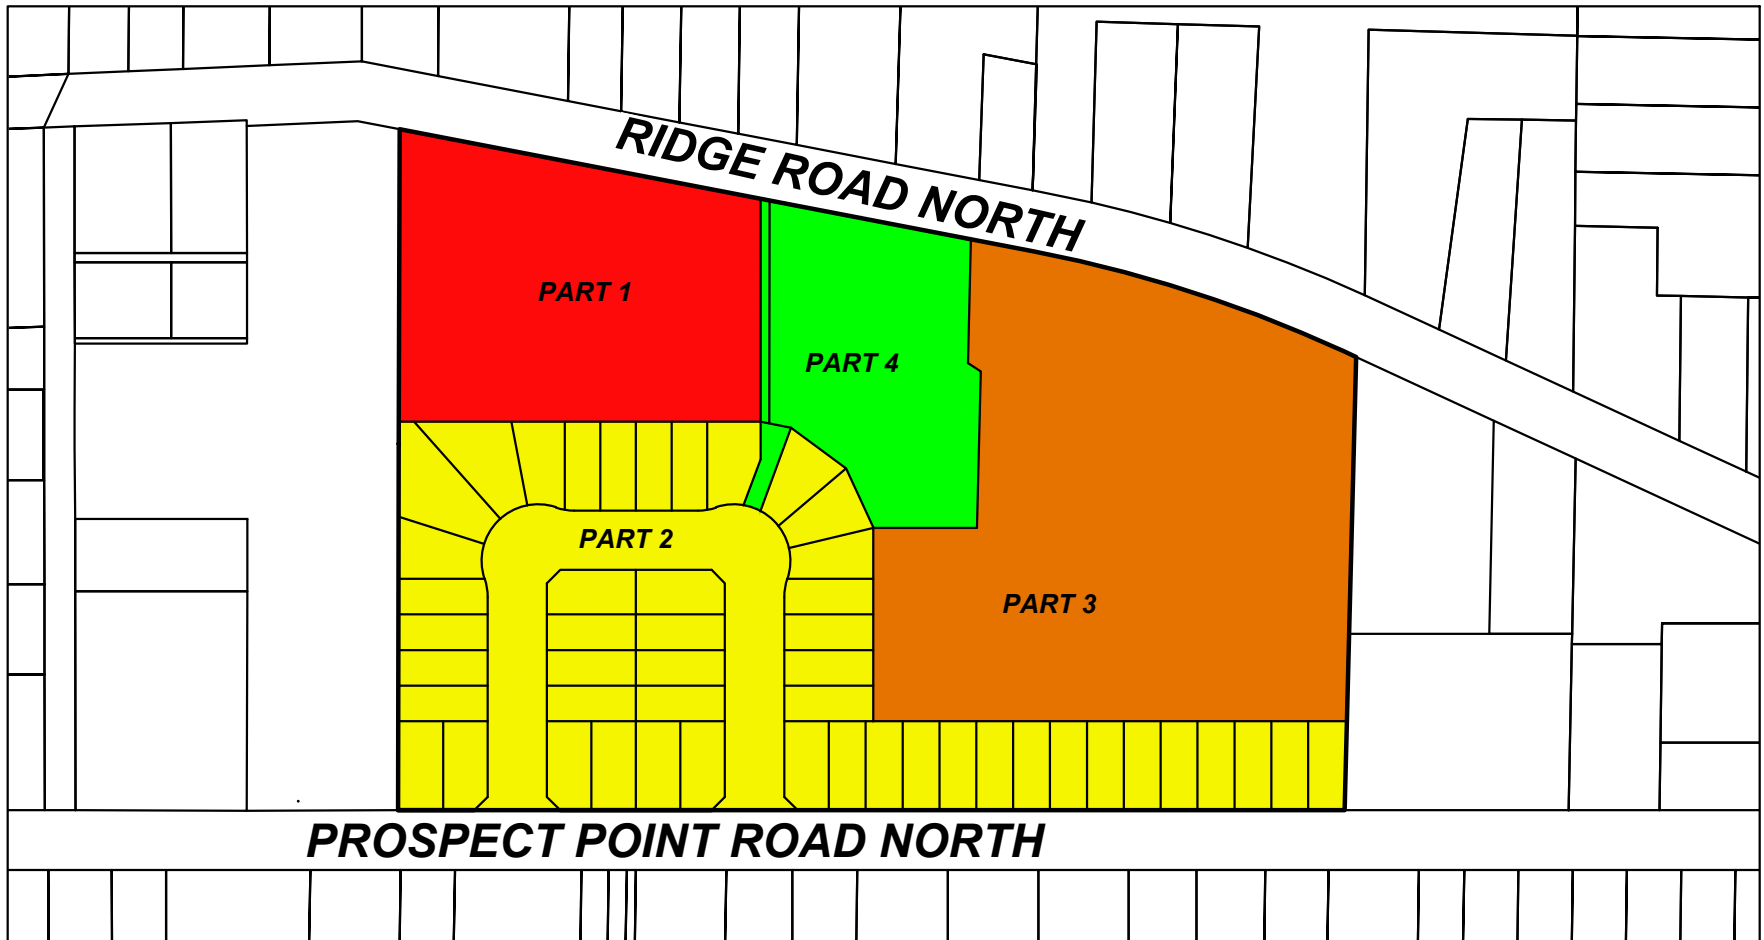 RIDGE ROAD NORTH
PART 1
PART 4
PART 2
PART 3
PROSPECT POINT ROAD NORTH